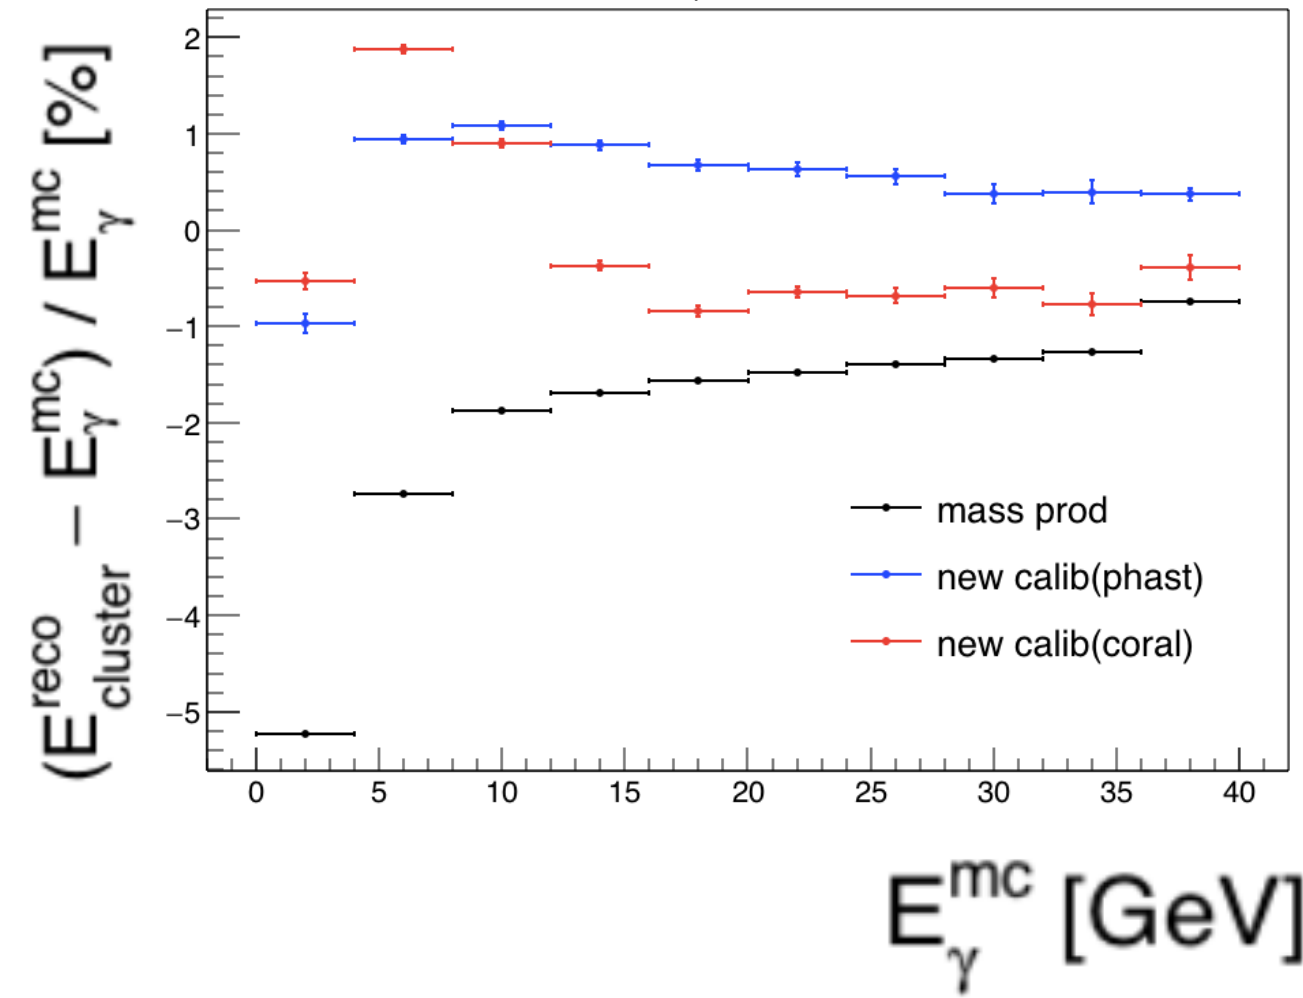 (E^reco_cluster − E^mc_γ) / E^mc_γ [%]
2
1
0
−1
−2
−3
−4
−5
mass prod
new calib(phast)
new calib(coral)
0 5 10 15 20 25 30 35 40
E^mc_γ [GeV]